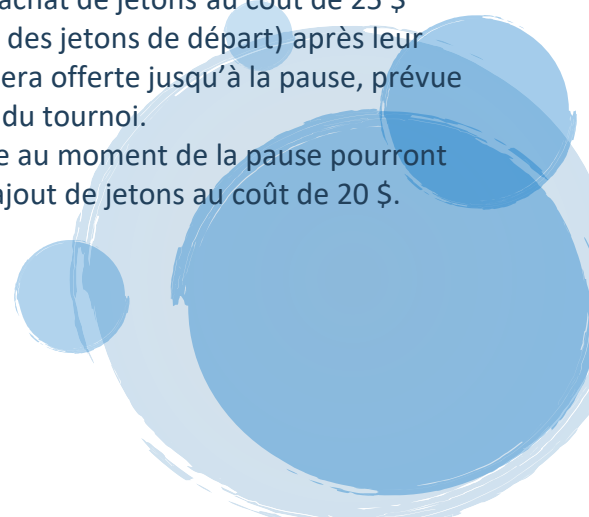 achat de jetons au coût de 25 $
des jetons de départ) après leur
era offerte jusqu'à la pause, prévue
du tournoi.
e au moment de la pause pourront
ajout de jetons au coût de 20 $.